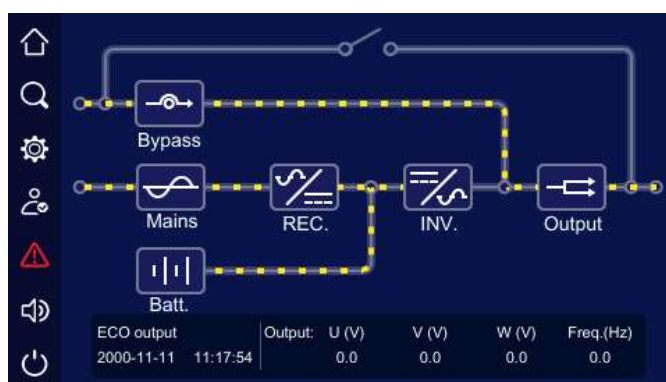 Bypass
Mains
REC.
INV.
Output
Batt.
ECO output
Output: U (V) V (V) W (V) Freq.(Hz)
2000-11-11 11:17:54 0.0 0.0 0.0 0.0